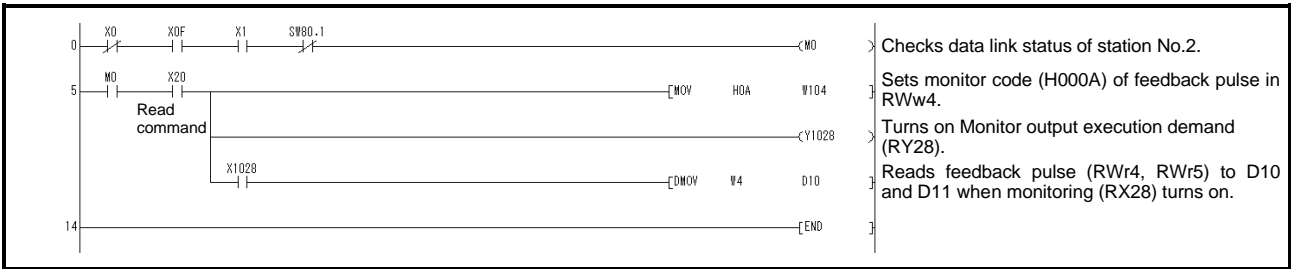 X0 X0F X1 SW80.1
0 (M0 ) Checks data link status of station No.2.
M0 X20
5 [MOV H0A W104 ] Sets monitor code (H000A) of feedback pulse in RWw4.
Read command
(Y1028 ) Turns on Monitor output execution demand (RY28).
X1028
[DMOV W4 D10 ] Reads feedback pulse (RWr4, RWr5) to D10 and D11 when monitoring (RX28) turns on.
14 [END ]